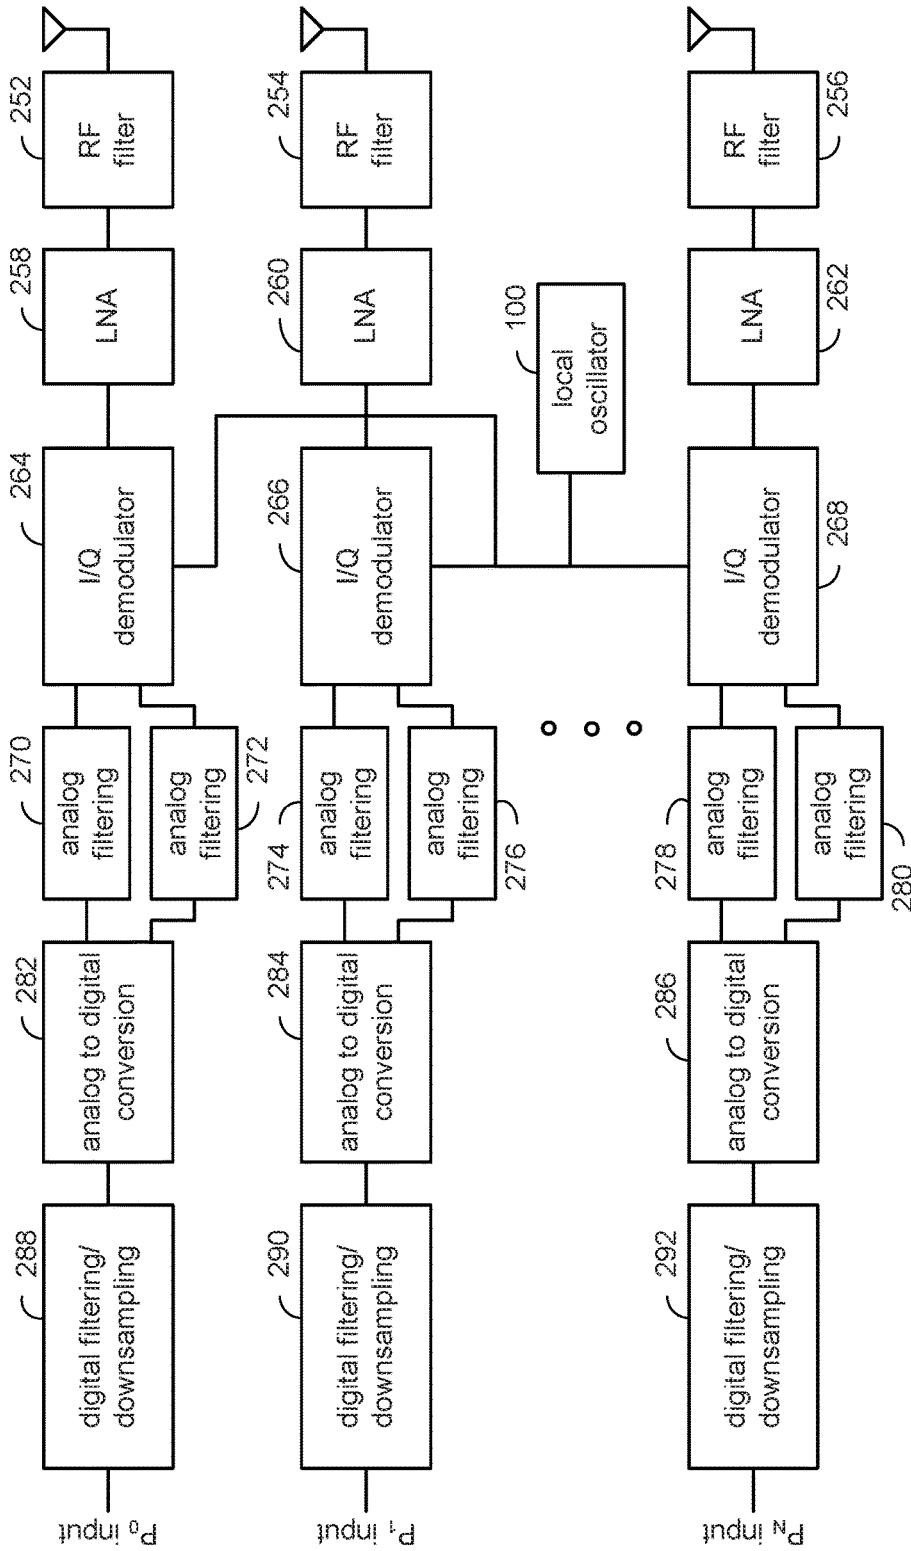 P0 input
288
digital filtering/
downsampling
282
analog to digital
conversion
270
analog
filtering
analog
filtering
272
264
I/Q
demodulator
258
LNA
252
RF
filter
P1 input
290
digital filtering/
downsampling
284
analog to digital
conversion
274
analog
filtering
analog
filtering
276
266
I/Q
demodulator
260
LNA
254
RF
filter
100
local
oscillator
PN input
292
digital filtering/
downsampling
286
analog to digital
conversion
278
analog
filtering
analog
filtering
280
I/Q
demodulator
268
LNA
262
RF
filter
256